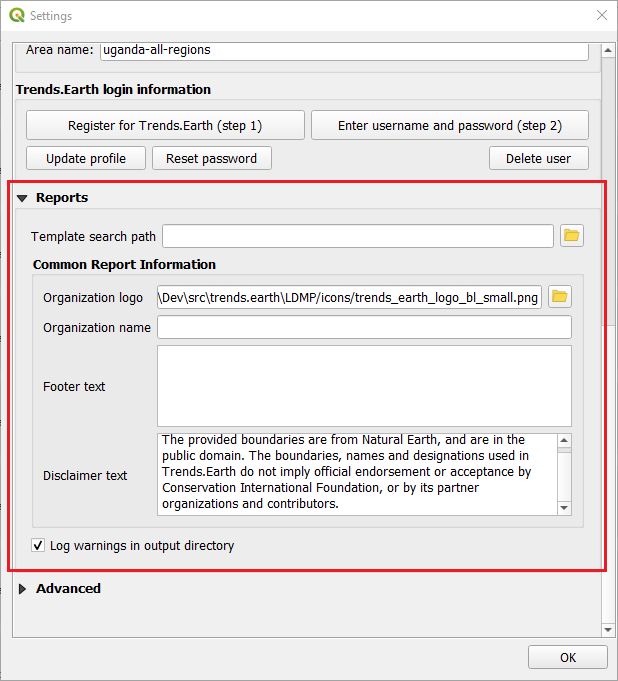 Settings
Area name: uganda-all-regions
Trends.Earth login information
Register for Trends.Earth (step 1) Enter username and password (step 2)
Update profile Reset password Delete user
Reports
Template search path
Common Report Information
Organization logo \Dev\src\trends.earth\LDMP/icons/trends_earth_logo_bl_small.png
Organization name
Footer text
The provided boundaries are from Natural Earth, and are in the
public domain. The boundaries, names and designations used in
Trends.Earth do not imply official endorsement or acceptance by
Disclaimer text Conservation International Foundation, or by its partner
organizations and contributors.
Log warnings in output directory
Advanced
OK